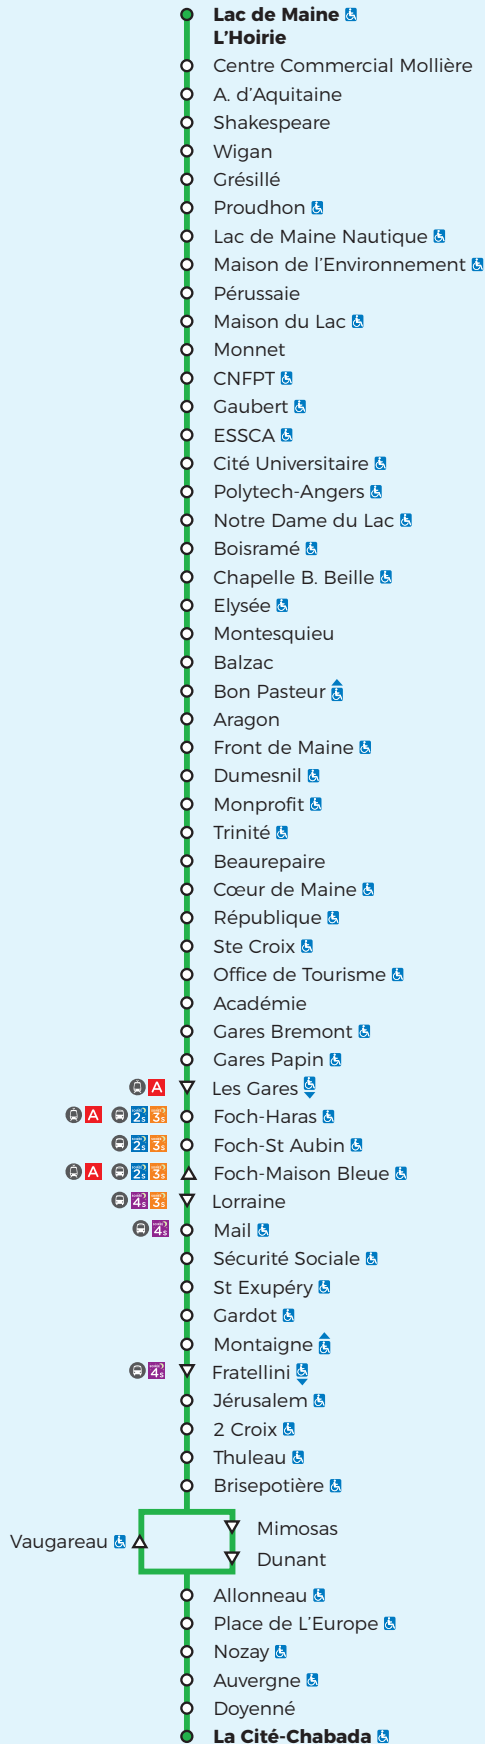 Lac de Maine
L'Hoirie
Centre Commercial Mollière
A. d'Aquitaine
Shakespeare
Wigan
Grésillé
Proudhon
Lac de Maine Nautique
Maison de l'Environnement
Pérussaie
Maison du Lac
Monnet
CNFPT
Gaubert
ESSCA
Cité Universitaire
Polytech-Angers
Notre Dame du Lac
Boisramé
Chapelle B. Beille
Elysée
Montesquieu
Balzac
Bon Pasteur
Aragon
Front de Maine
Dumesnil
Monprofit
Trinité
Beaurepaire
Cœur de Maine
République
Ste Croix
Office de Tourisme
Académie
Gares Bremont
Gares Papin
A Les Gares
A 2s 3s Foch-Haras
2s 3s Foch-St Aubin
A 2s 3s Foch-Maison Bleue
4s 3s Lorraine
4s Mail
Sécurité Sociale
St Exupéry
Gardot
Montaigne
4s Fratellini
Jérusalem
2 Croix
Thuleau
Brisepotière
Mimosas
Vaugareau
Dunant
Allonneau
Place de L'Europe
Nozay
Auvergne
Doyenné
La Cité-Chabada